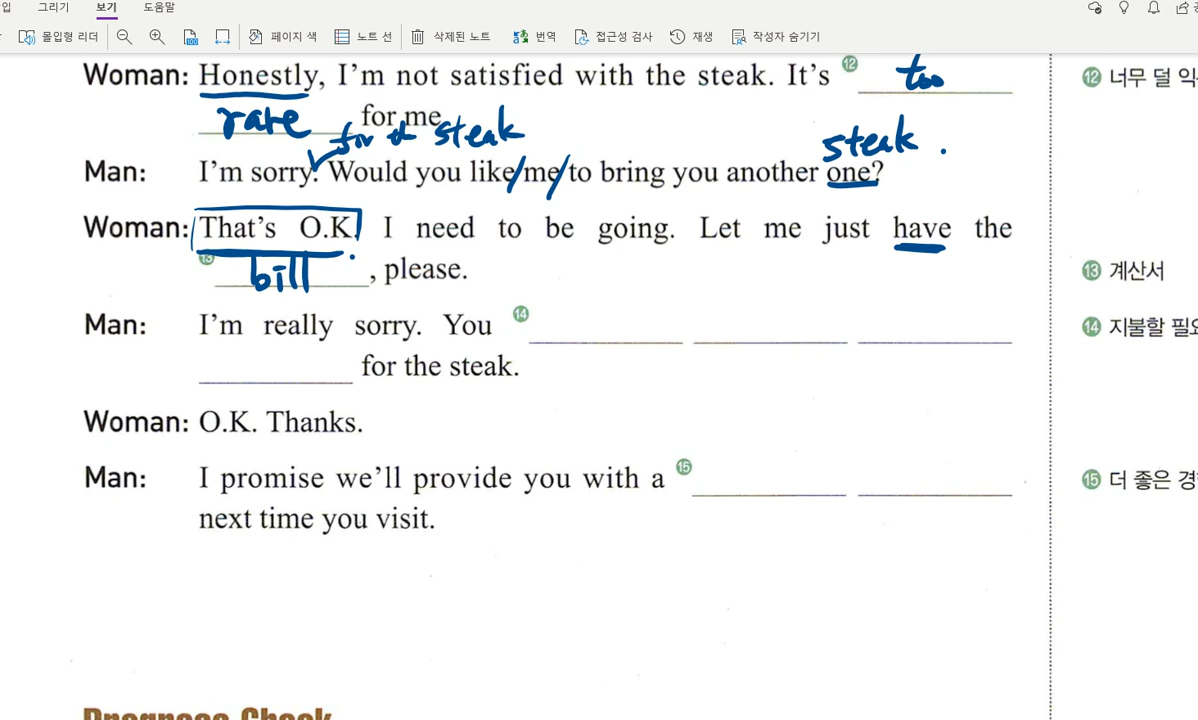 입 그리기 보기 도움말
몰입형 리더 페이지 색 노트 선 삭제된 노트 번역 접근성 검사 재생 작성자 숨기기
Woman: Honestly, I'm not satisfied with the steak. It's ⑫ too
rare for me.
⑫ 너무 덜 익
for the steak
steak.
Man: I'm sorry. Would you like/me/to bring you another one?
Woman: That's O.K. I need to be going. Let me just have the
⑬ bill, please.
⑬ 계산서
Man: I'm really sorry. You ⑭
for the steak.
⑭ 지불할 필요
Woman: O.K. Thanks.
Man: I promise we'll provide you with a ⑮
next time you visit.
⑮ 더 좋은 경
Progress Check